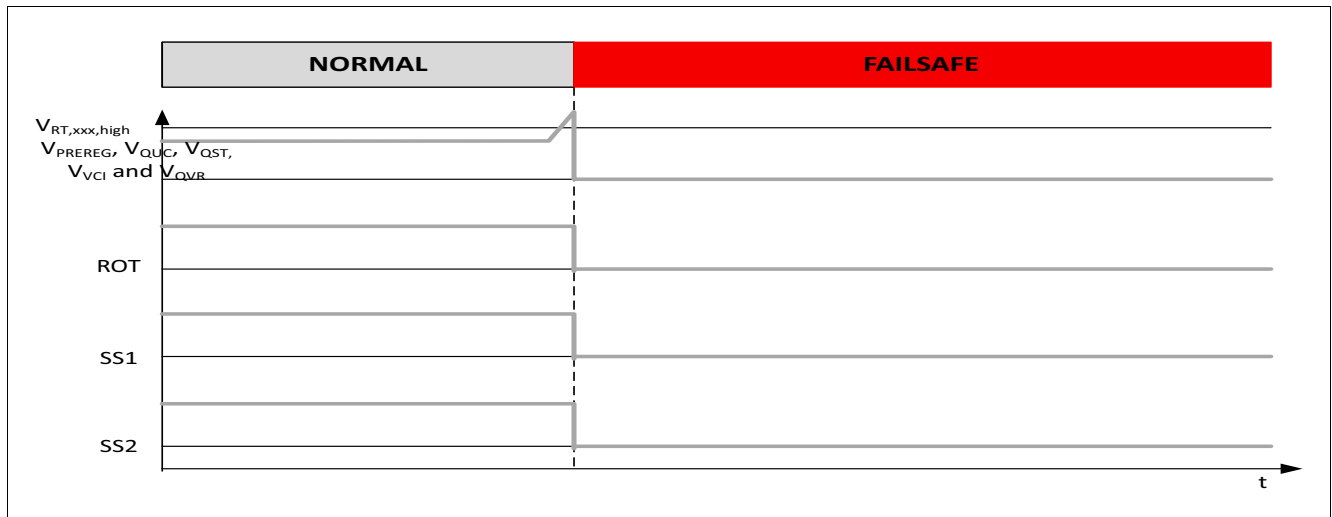 NORMAL FAILSAFE
VRT,xxx,high
VPREREG, VQUC, VQST,
VVCI and VQVR
ROT
SS1
SS2
t